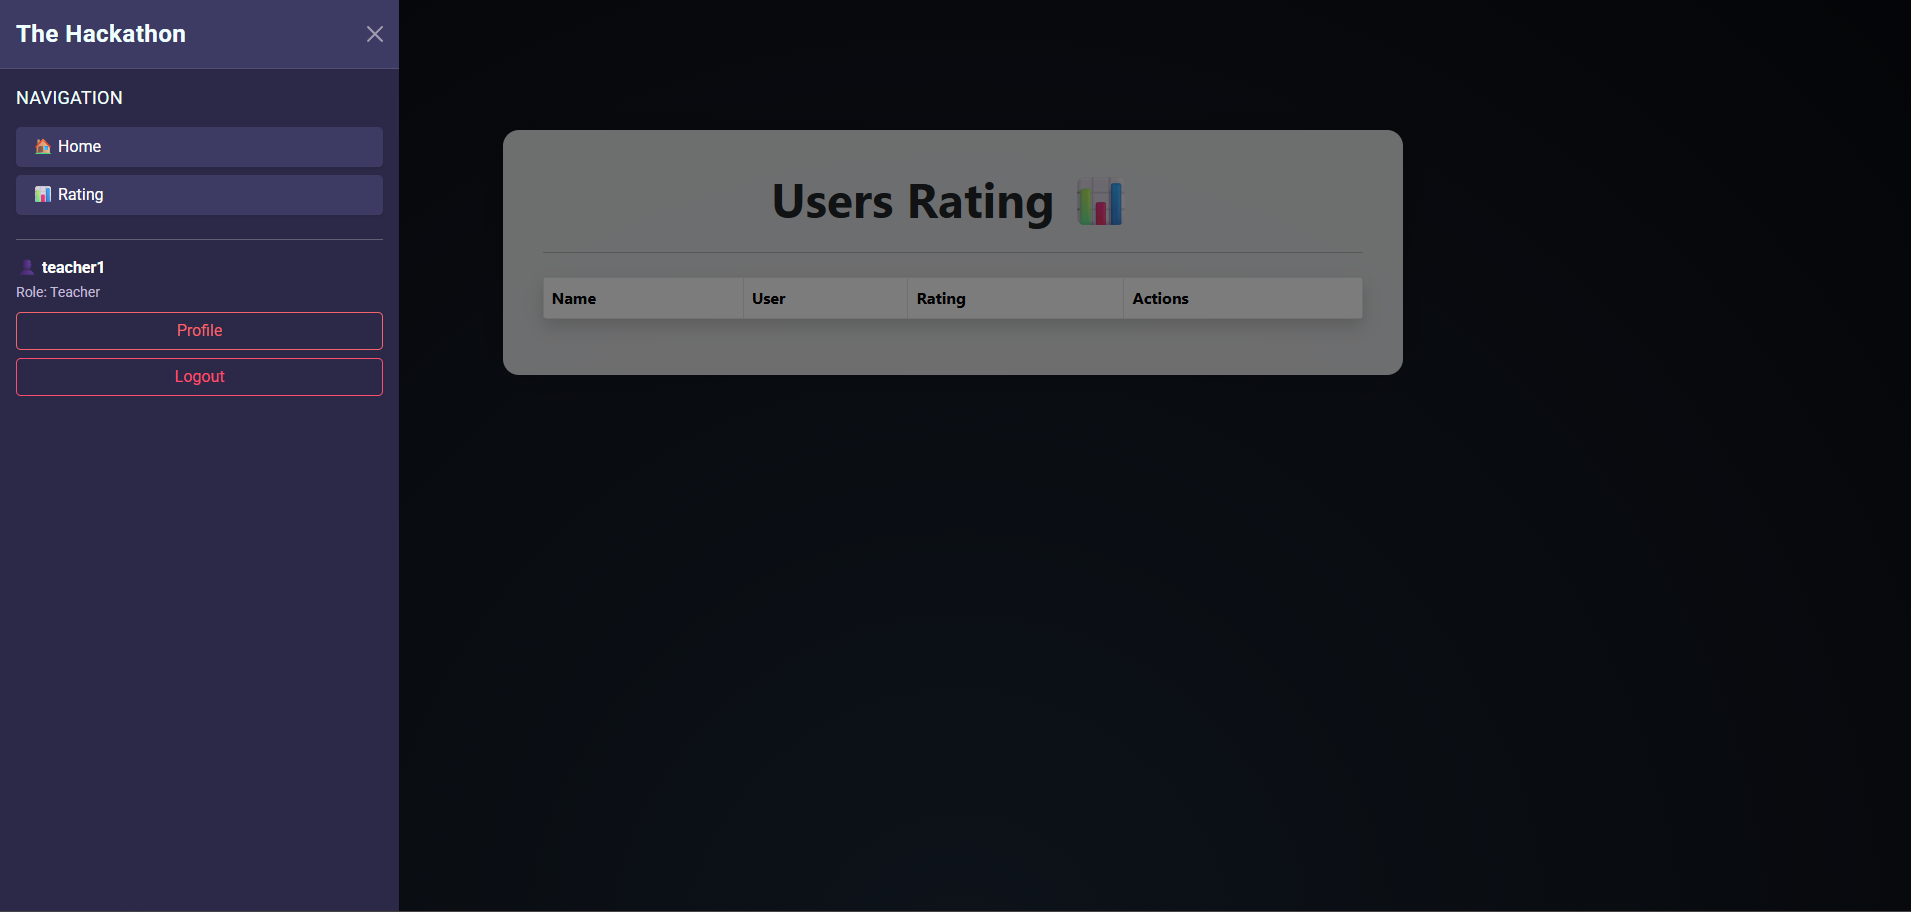 The Hackathon
NAVIGATION
Home
Rating
teacher1
Role: Teacher
Profile
Logout
Users Rating
Name User Rating Actions